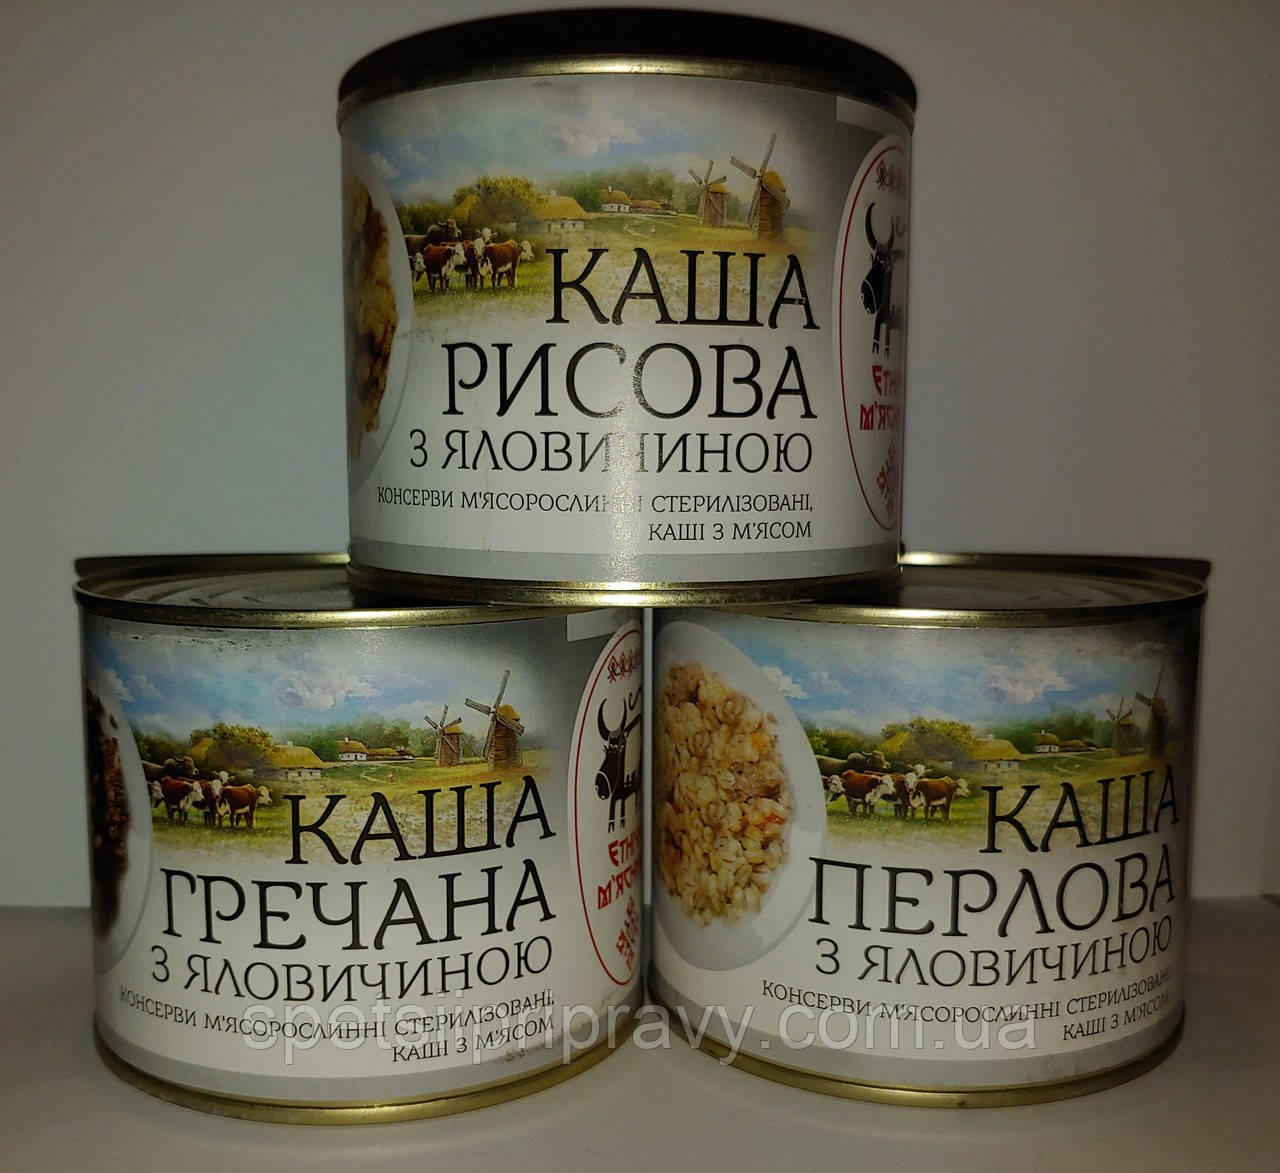 КАША
РИСОВА
З ЯЛОВИЧИНОЮ
КОНСЕРВИ М'ЯСОРОСЛИННІ СТЕРИЛІЗОВАНІ,
КАШІ З М'ЯСОМ
КАША
ГРЕЧАНА
З ЯЛОВИЧИНОЮ
КОНСЕРВИ М'ЯСОРОСЛИННІ СТЕРИЛІЗОВАНІ,
КАШІ З М'ЯСОМ
КАША
ПЕРЛОВА
З ЯЛОВИЧИНОЮ
КОНСЕРВИ М'ЯСОРОСЛИННІ СТЕРИЛІЗОВАНІ,
КАШІ З М'ЯСОМ
spetsiipripravy.com.ua